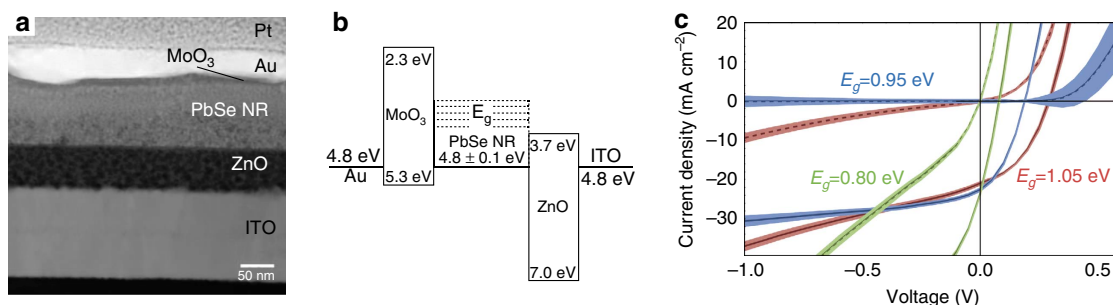 a
Pt
MoO3
Au
PbSe NR
ZnO
ITO
50 nm
b
2.3 eV
MoO3
Eg
PbSe NR
4.8 ± 0.1 eV
3.7 eV
4.8 eV
Au
5.3 eV
ITO
4.8 eV
ZnO
7.0 eV
c
Current density (mA cm−2)
20
10
0
−10
−20
−30
Eg=0.95 eV
Eg=0.80 eV
Eg=1.05 eV
−1.0
−0.5
0.0
0.5
Voltage (V)